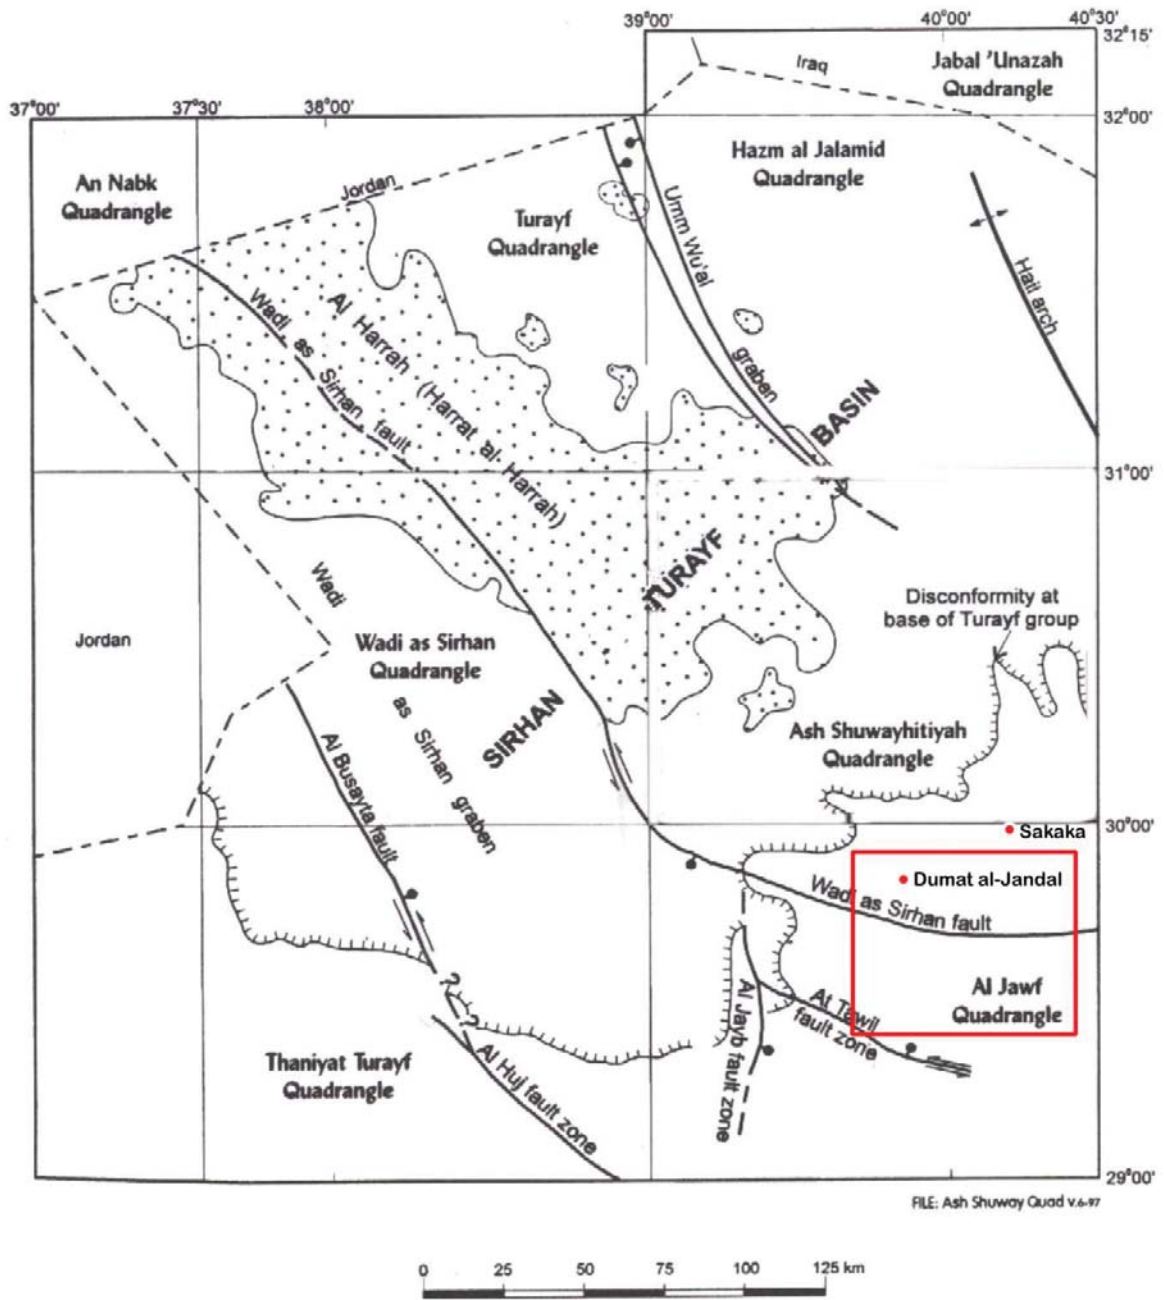 39°00'
40°00'
40°30'
32°15'
Iraq
Jabal 'Unazah
Quadrangle
37°00'
37°30'
38°00'
32°00'
Hazm al Jalamid
Quadrangle
An Nabk
Quadrangle
Jordan
Turayf
Quadrangle
Umm Wu'al
graben
Hail arch
Wadi as Sirhan fault
Al Harrah (Harrat al Harrah)
BASIN
31°00'
TURAYF
Disconformity at
base of Turayf group
Wadi
Jordan
Wadi as Sirhan
Quadrangle
as Sirhan graben
SIRHAN
Ash Shuwayhitiyah
Quadrangle
Al Busayta fault
30°00'
Sakaka
Dumat al-Jandal
Wadi as Sirhan fault
Al Jawf
Quadrangle
?
?
At Tawil
fault zone
Al Jayb fault zone
Thaniyat Turayf
Quadrangle
Al Huj fault zone
29°00'
FILE: Ash Shuway Quad V.6-97
0 25 50 75 100 125 km